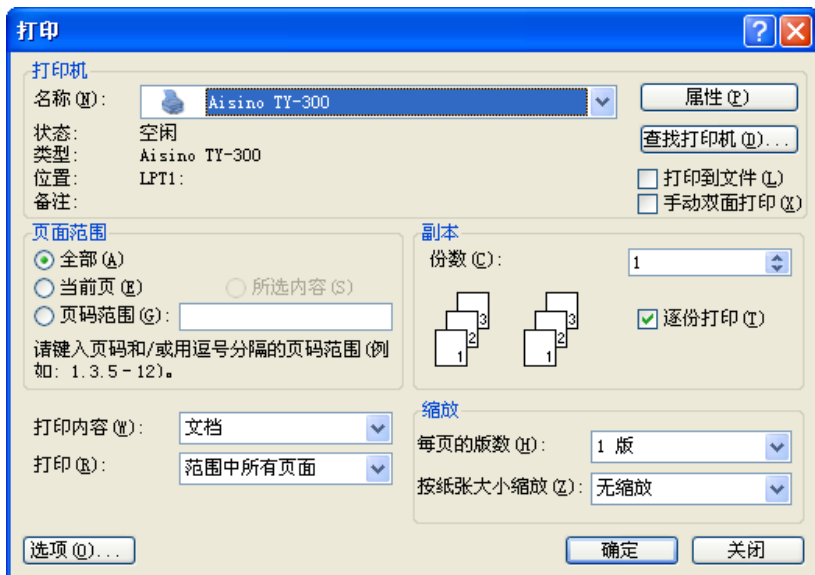 打印
打印机
名称(N):
Aisino TY-300
属性(P)
状态: 空闲
类型: Aisino TY-300
位置: LPT1:
备注:
查找打印机(D)...
打印到文件(L)
手动双面打印(X)
页面范围
全部(A)
当前页(E) 所选内容(S)
页码范围(G):
请键入页码和/或用逗号分隔的页码范围(例
如: 1.3.5-12)。
副本
份数(C): 1
1 2 3 1 2 3
逐份打印(T)
打印内容(W): 文档
打印(R): 范围中所有页面
缩放
每页的版数(H): 1 版
按纸张大小缩放(Z): 无缩放
选项(O)...
确定
关闭